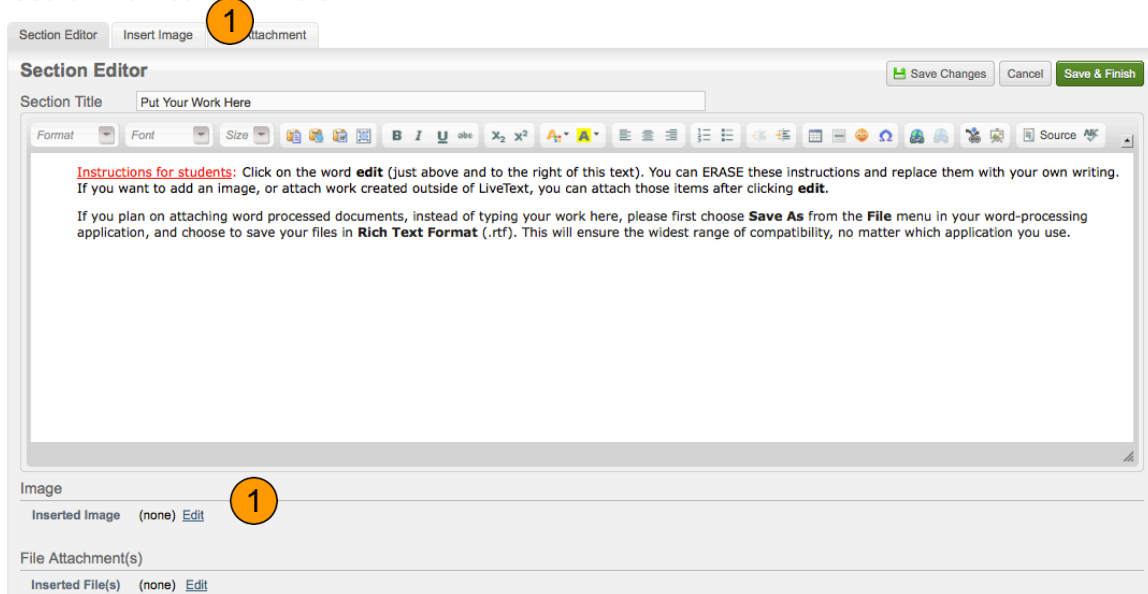 1
Section Editor Insert Image Attachment
Section Editor Save Changes Cancel Save & Finish
Section Title Put Your Work Here
Format Font Size B I U abc X₂ X² A A Source
Instructions for students: Click on the word edit (just above and to the right of this text). You can ERASE these instructions and replace them with your own writing.
If you want to add an image, or attach work created outside of LiveText, you can attach those items after clicking edit.
If you plan on attaching word processed documents, instead of typing your work here, please first choose Save As from the File menu in your word-processing
application, and choose to save your files in Rich Text Format (.rtf). This will ensure the widest range of compatibility, no matter which application you use.
Image
Inserted Image (none) Edit 1
File Attachment(s)
Inserted File(s) (none) Edit